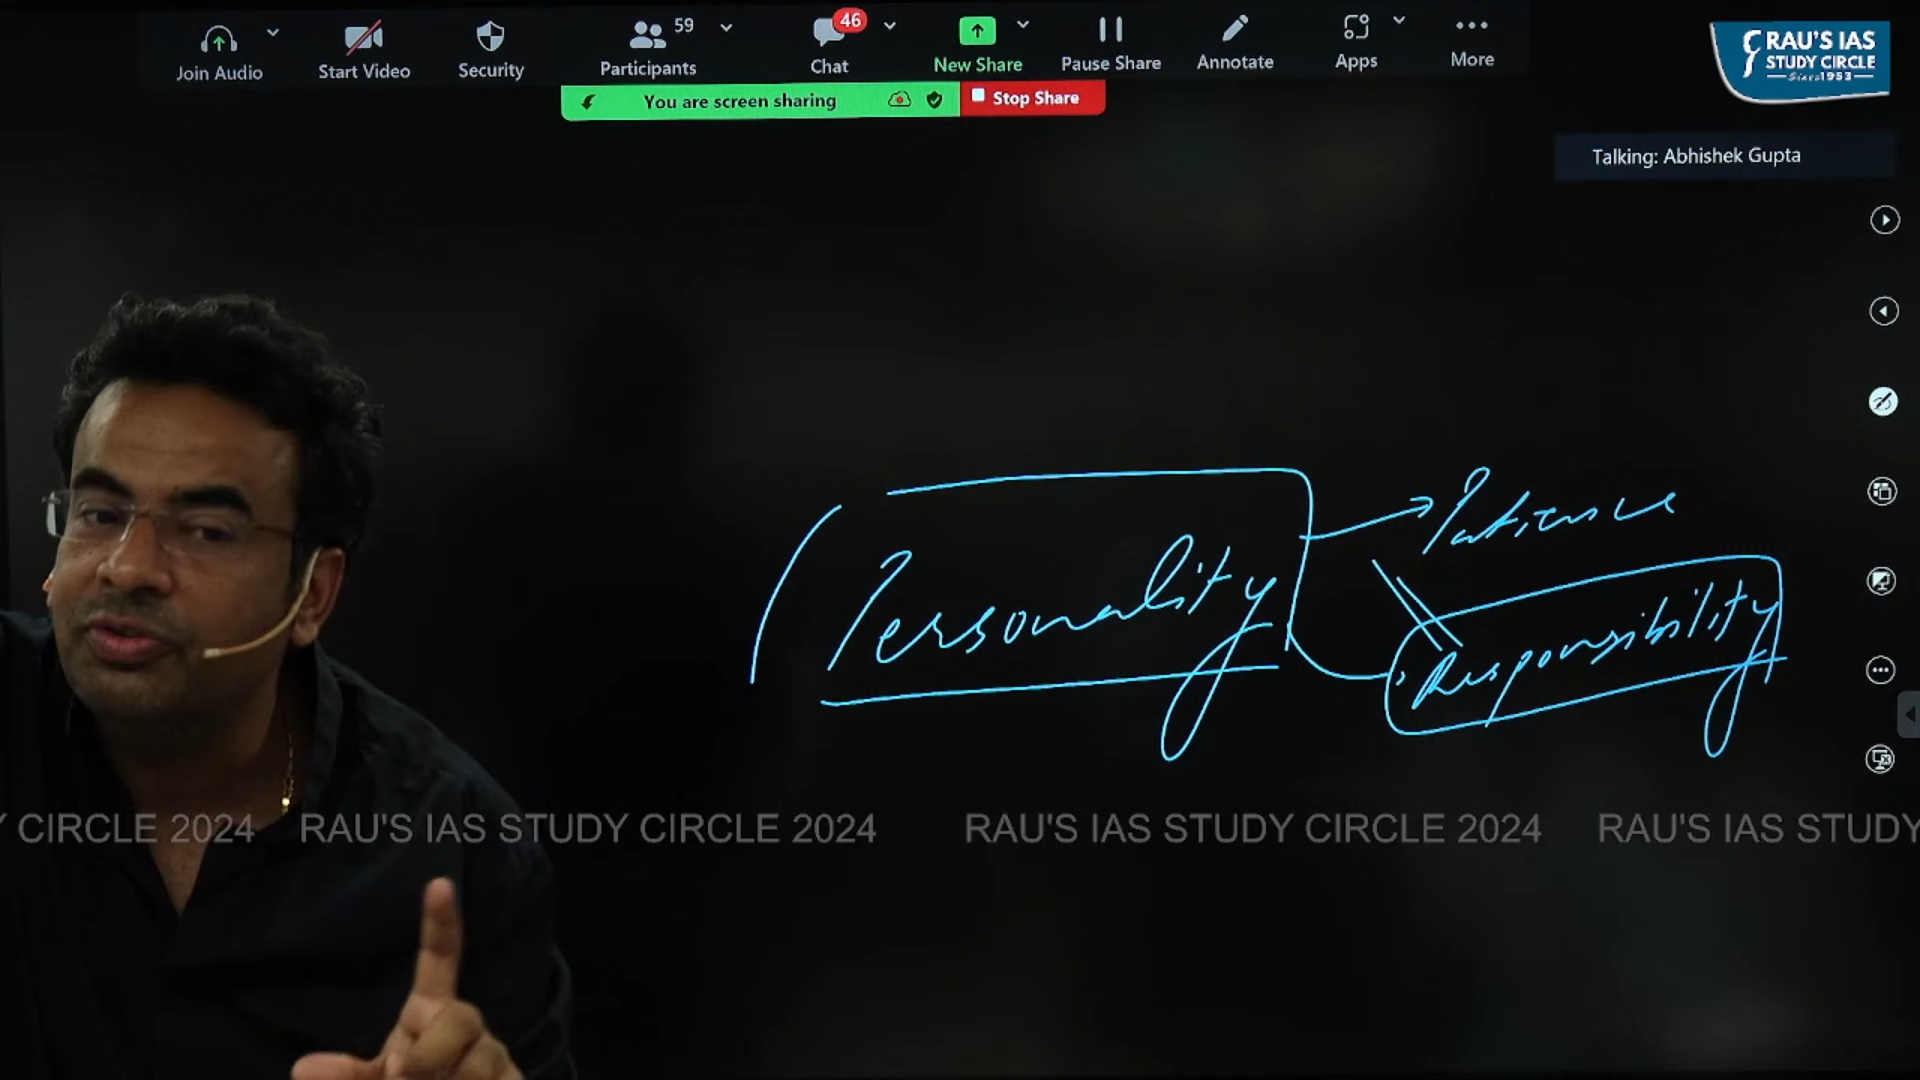 59
46
Join Audio
Start Video
Security
Participants
Chat
New Share
Pause Share
Annotate
Apps
More
RAU'S IAS
STUDY CIRCLE
Since 1953
You are screen sharing
Stop Share
Talking: Abhishek Gupta
Patience
Personality
Responsibility
Y CIRCLE 2024 RAU'S IAS STUDY CIRCLE 2024 RAU'S IAS STUDY CIRCLE 2024 RAU'S IAS STUDY